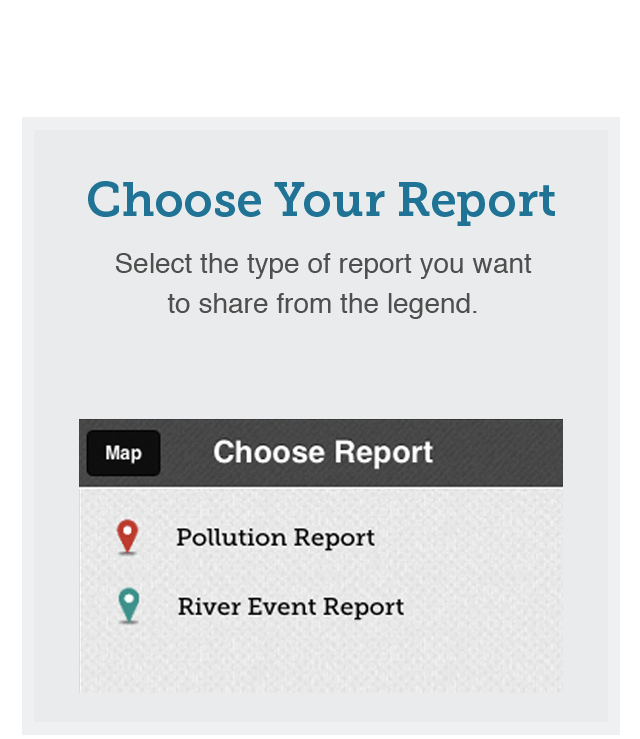 Choose Your Report
Select the type of report you want
to share from the legend.
Map
Choose Report
Pollution Report
River Event Report